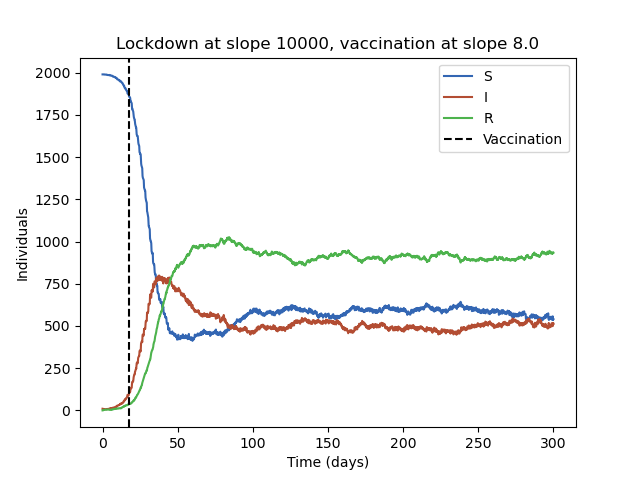 Lockdown at slope 10000, vaccination at slope 8.0
S
I
R
Vaccination
2000
1750
1500
1250
1000
750
500
250
0
Individuals
0 50 100 150 200 250 300
Time (days)